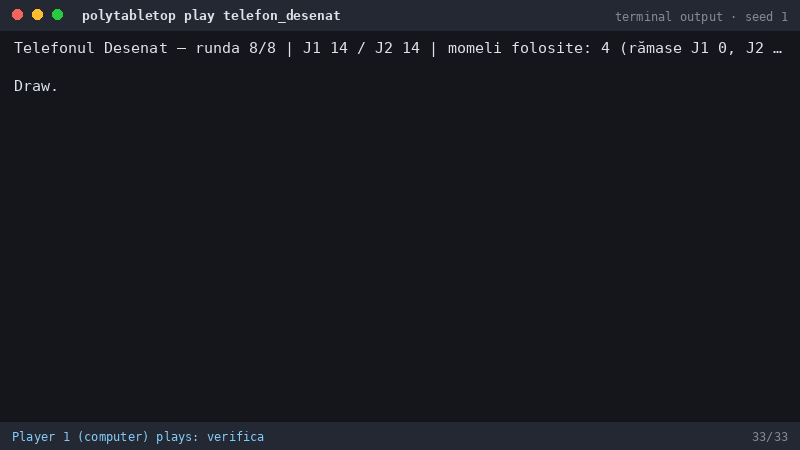 polytabletop play telefon_desenat
terminal output · seed 1
Telefonul Desenat — runda 8/8 | J1 14 / J2 14 | momeli folosite: 4 (rămase J1 0, J2 …
Draw.
Player 1 (computer) plays: verifica
33/33